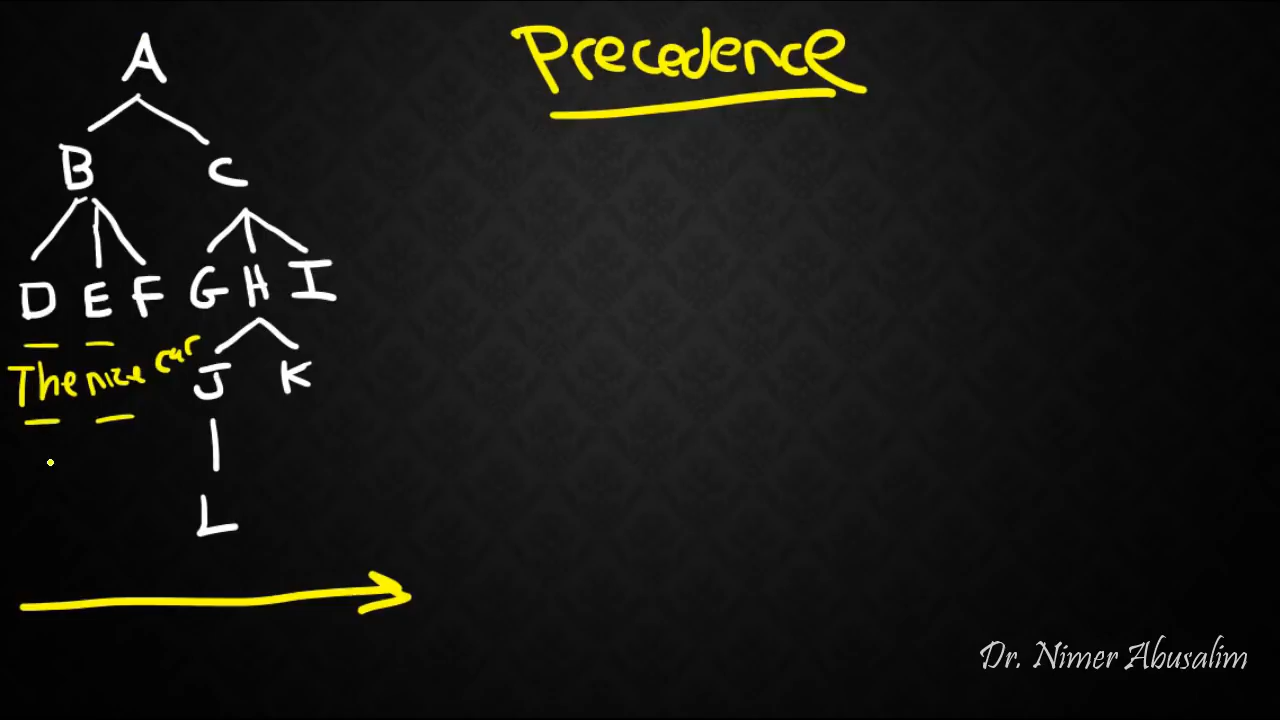 Precedence
A
B C
D E F G H I
The nice car
J K
L
Dr. Nimer Abusalim